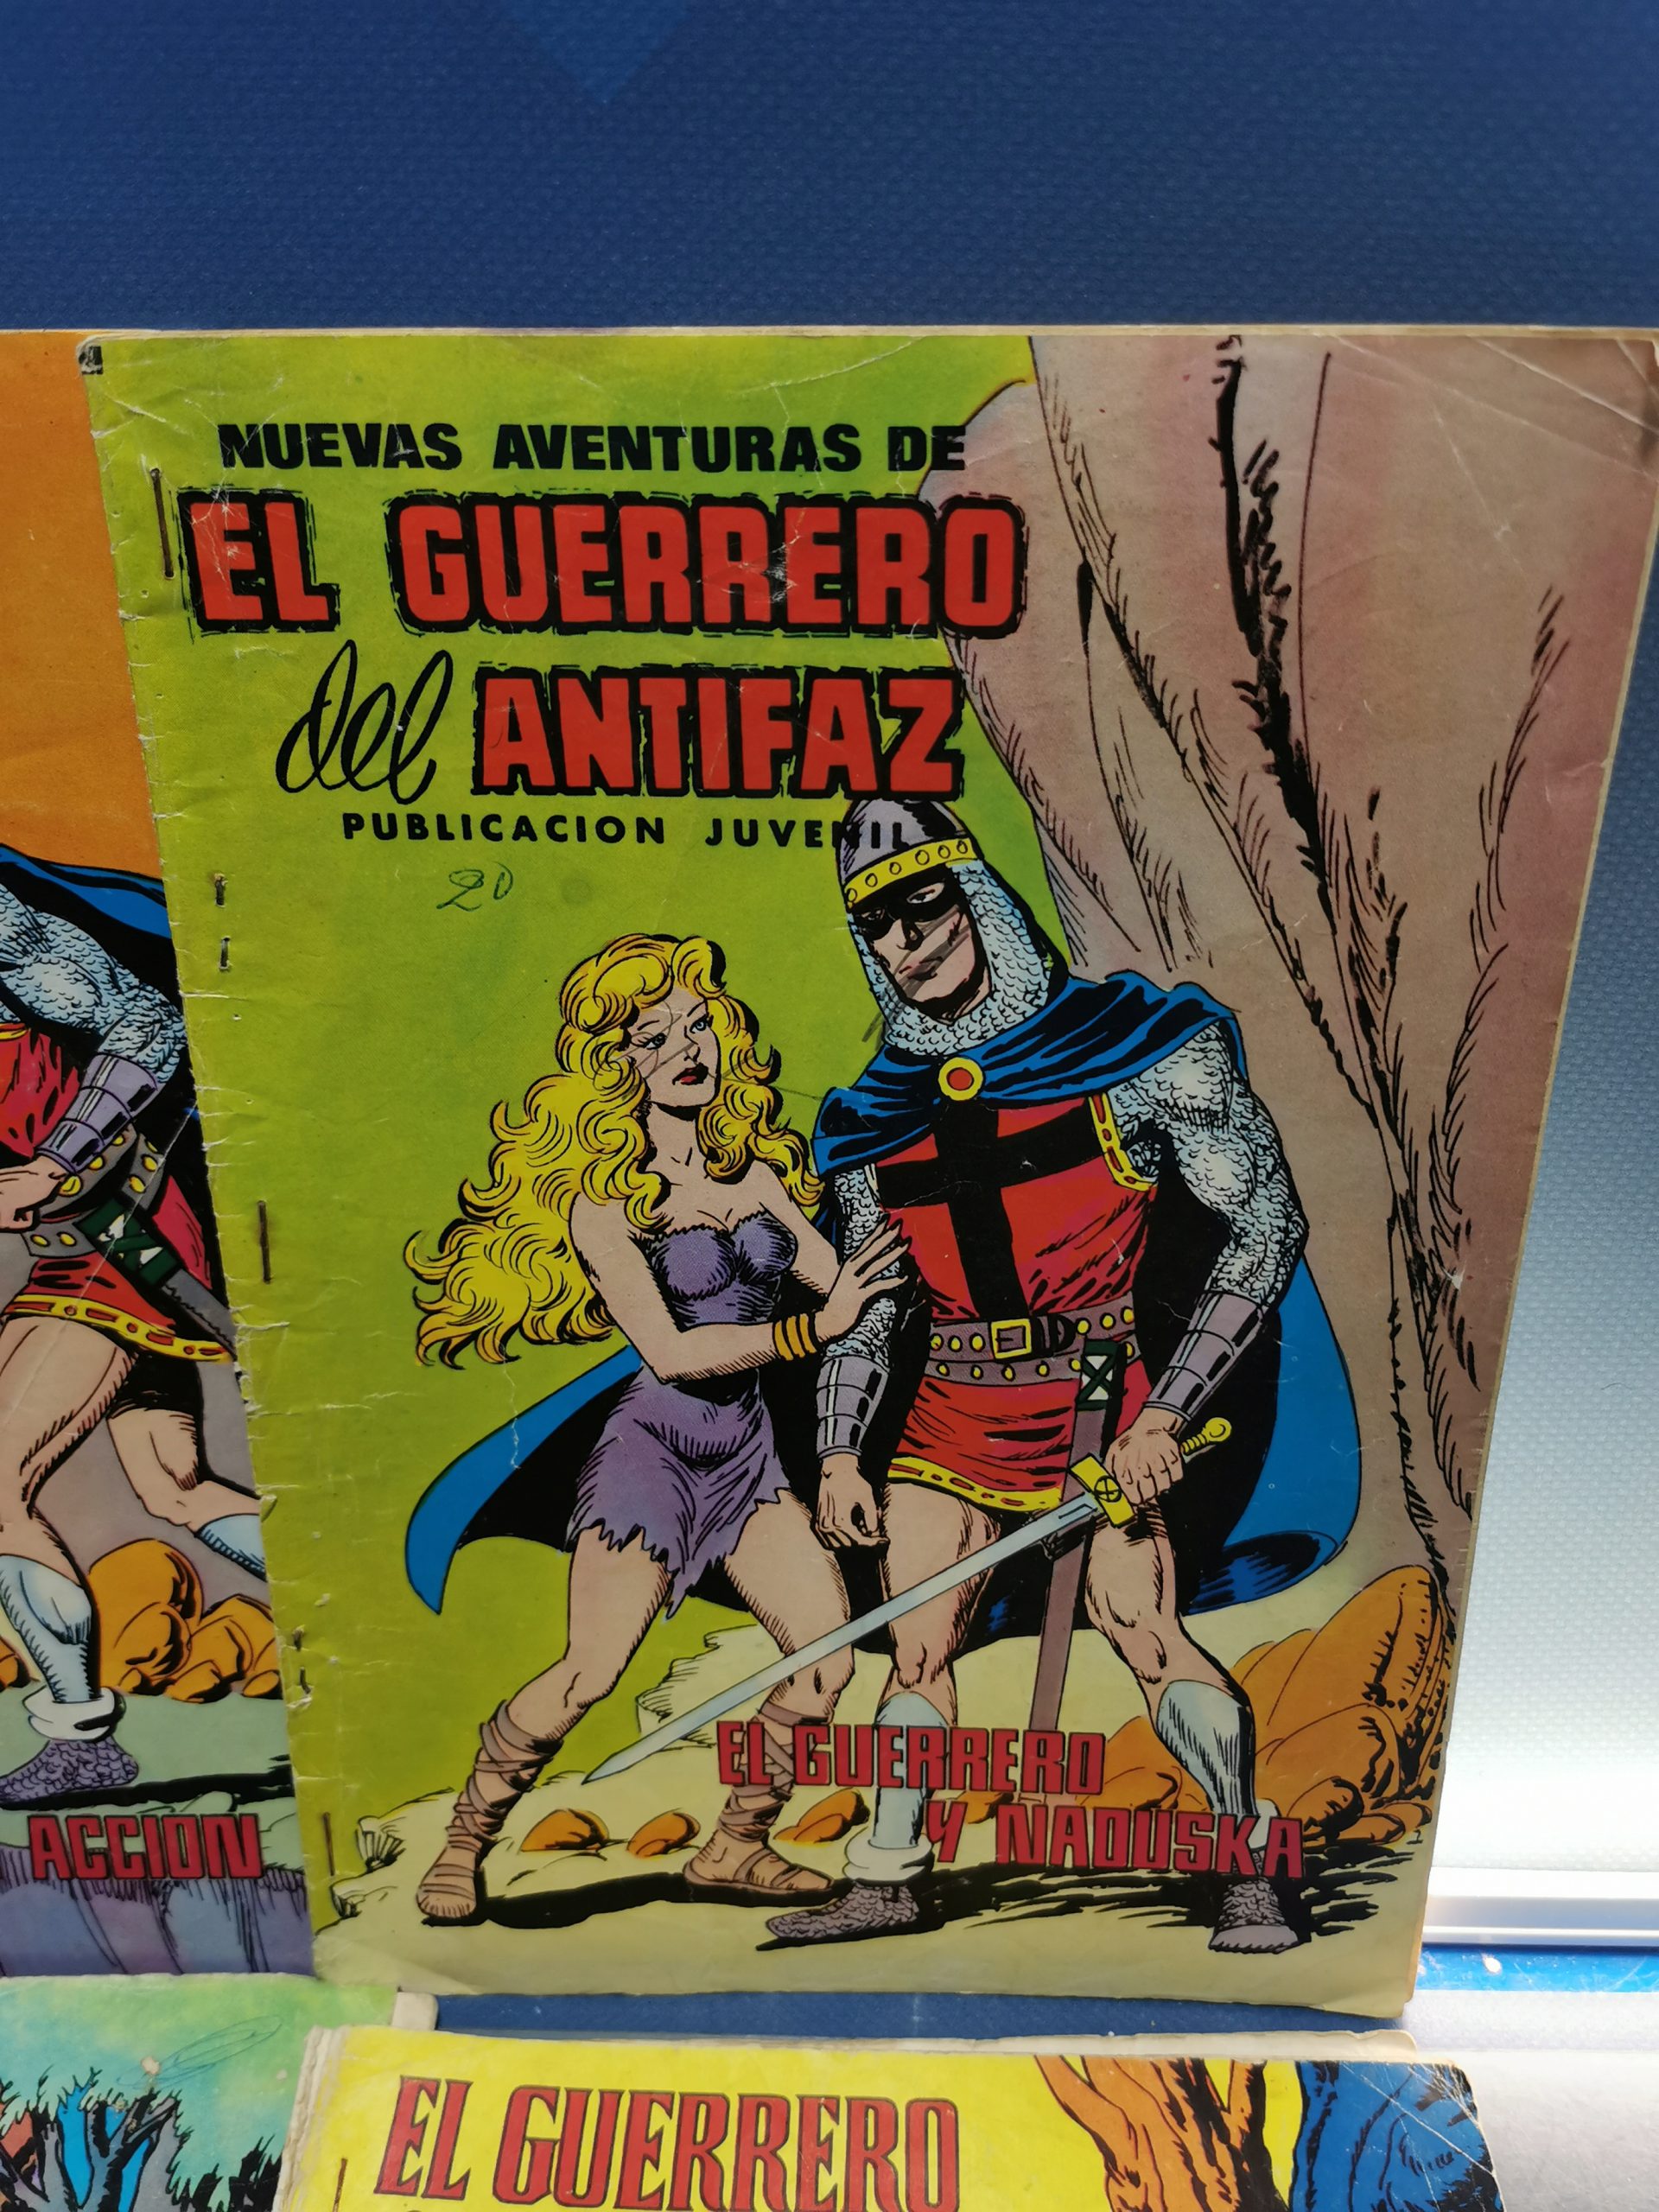 NUEVAS AVENTURAS DE
EL GUERRERO
del ANTIFAZ
PUBLICACION JUVENIL
20
EL GUERRERO
Y NADUSKA
ACCION
EL GUERRERO